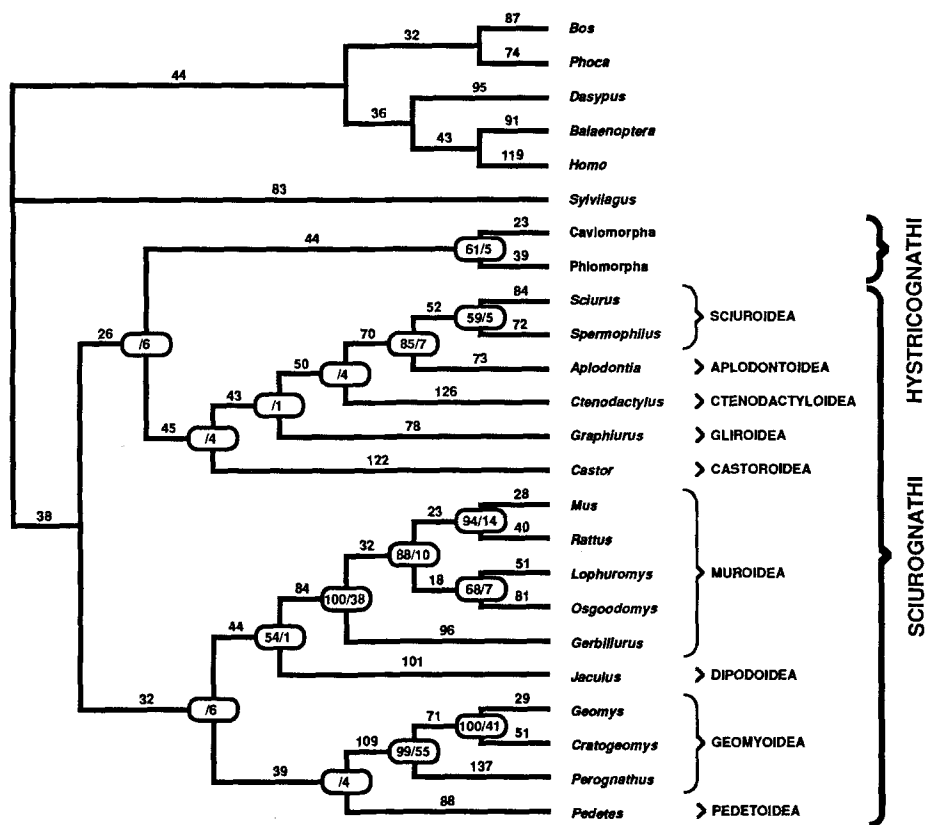 87
Bos
32
74
Phoca
44
95
Dasypus
36
91
Balaenoptera
43
119
Homo
83
Sylvilagus
23
Caviomorpha
44
61/5
39
Phiomorpha
HYSTRICOGNATHI
84
Sciurus
52
59/5
SCIUROIDEA
72
Spermophilus
70
26
/6
85/7
73
Aplodontia
APLODONTOIDEA
50
/4
126
Ctenodactylus
CTENODACTYLOIDEA
43
/1
78
Graphiurus
GLIROIDEA
45
/4
122
Castor
CASTOROIDEA
28
Mus
23
94/14
38
40
Rattus
32
88/10
51
Lophuromys
MUROIDEA
18
68/7
84
100/38
81
Osgoodomys
SCIUROGNATHI
44
54/1
96
Gerbillurus
101
Jaculus
DIPODOIDEA
32
/6
29
Geomys
71
100/41
GEOMYOIDEA
51
Cratogeomys
109
99/55
137
Perognathus
39
/4
88
Pedetes
PEDETOIDEA